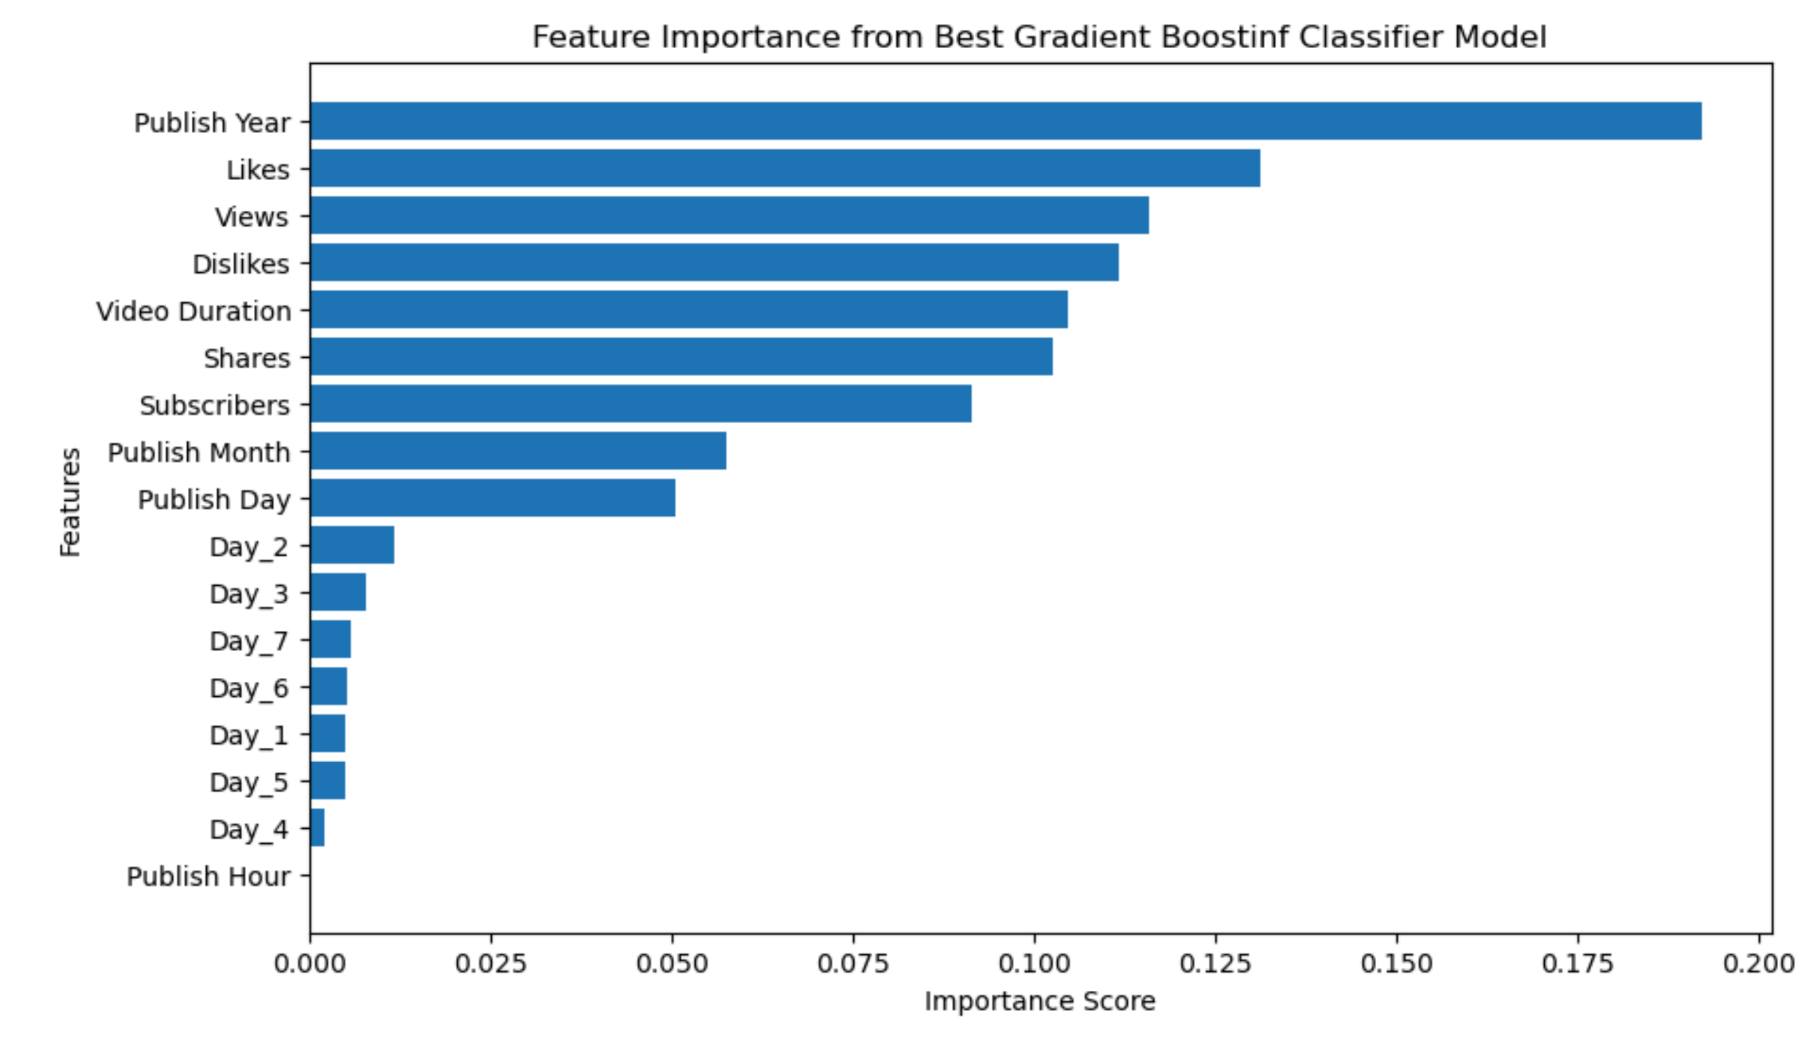 Feature Importance from Best Gradient Boostinf Classifier Model
Publish Year
Likes
Views
Dislikes
Video Duration
Shares
Subscribers
Publish Month
Publish Day
Day_2
Day_3
Day_7
Day_6
Day_1
Day_5
Day_4
Publish Hour
Features
0.000 0.025 0.050 0.075 0.100 0.125 0.150 0.175 0.200
Importance Score